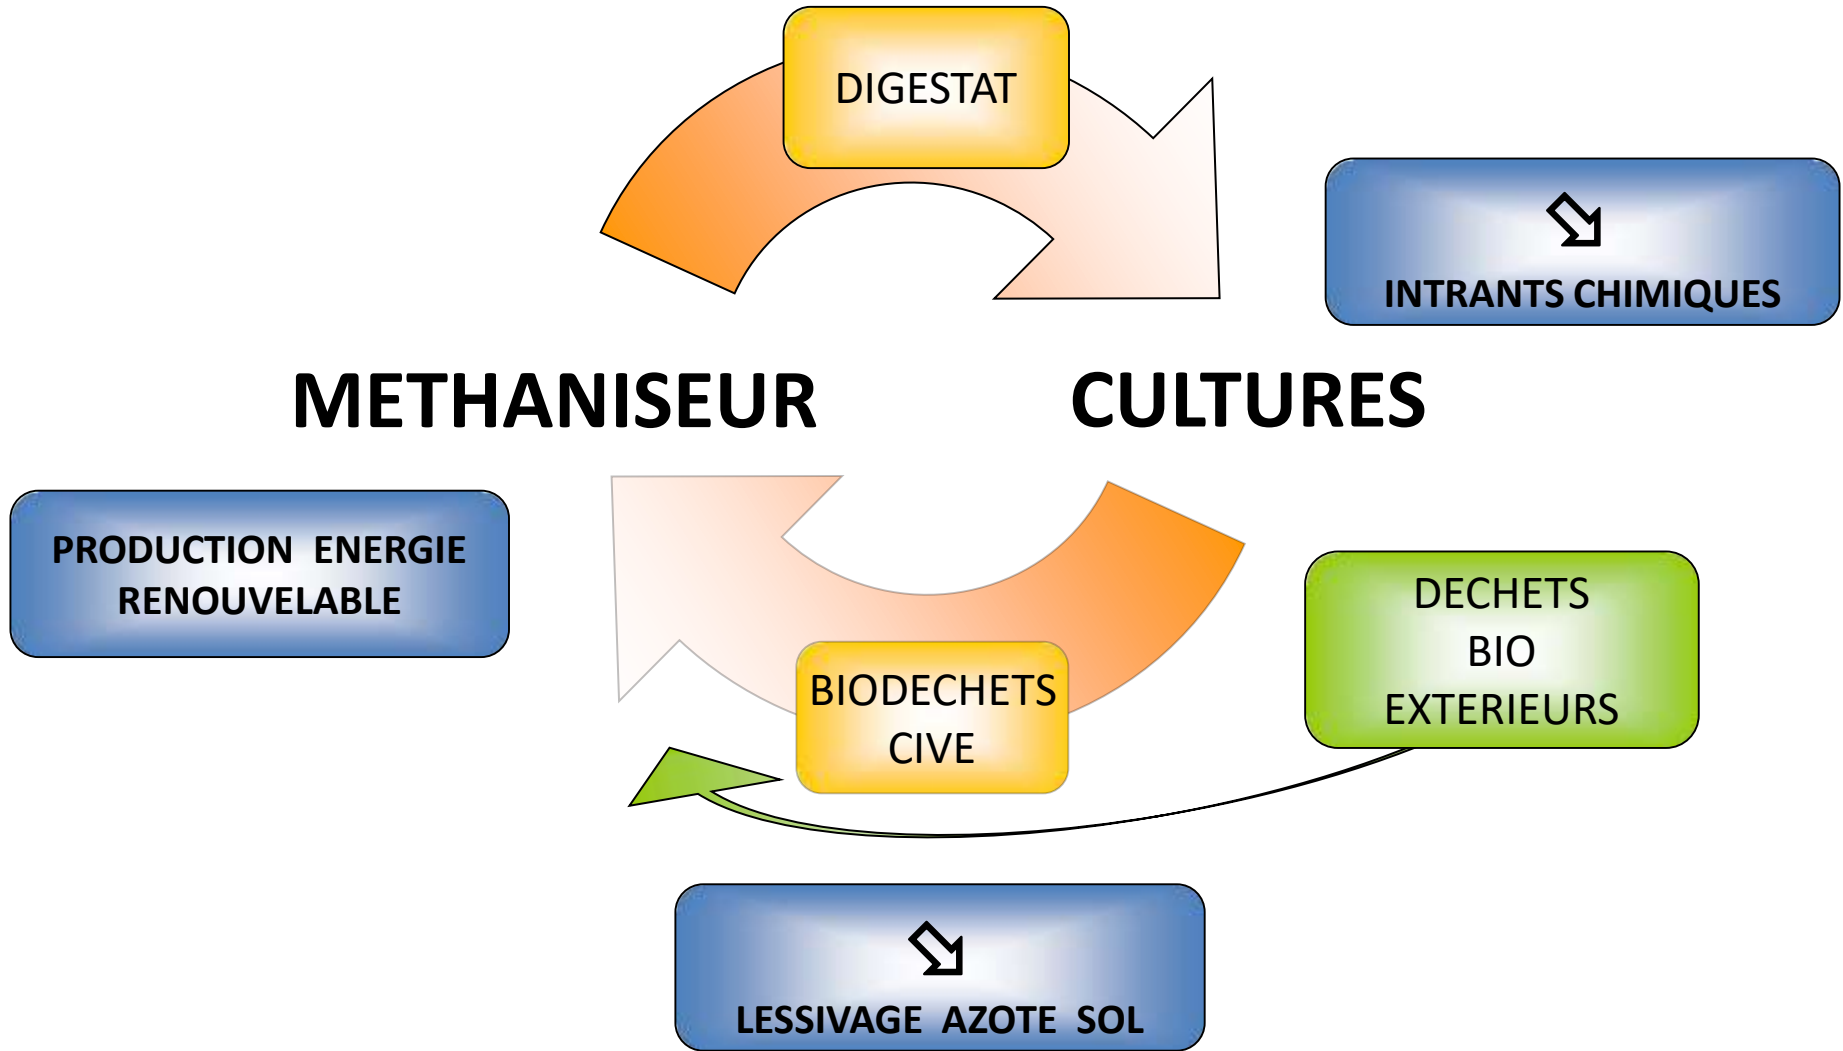 DIGESTAT
INTRANTS CHIMIQUES
METHANISEUR
CULTURES
PRODUCTION ENERGIE
RENOUVELABLE
DECHETS
BIO
EXTERIEURS
BIODECHETS
CIVE
LESSIVAGE AZOTE SOL